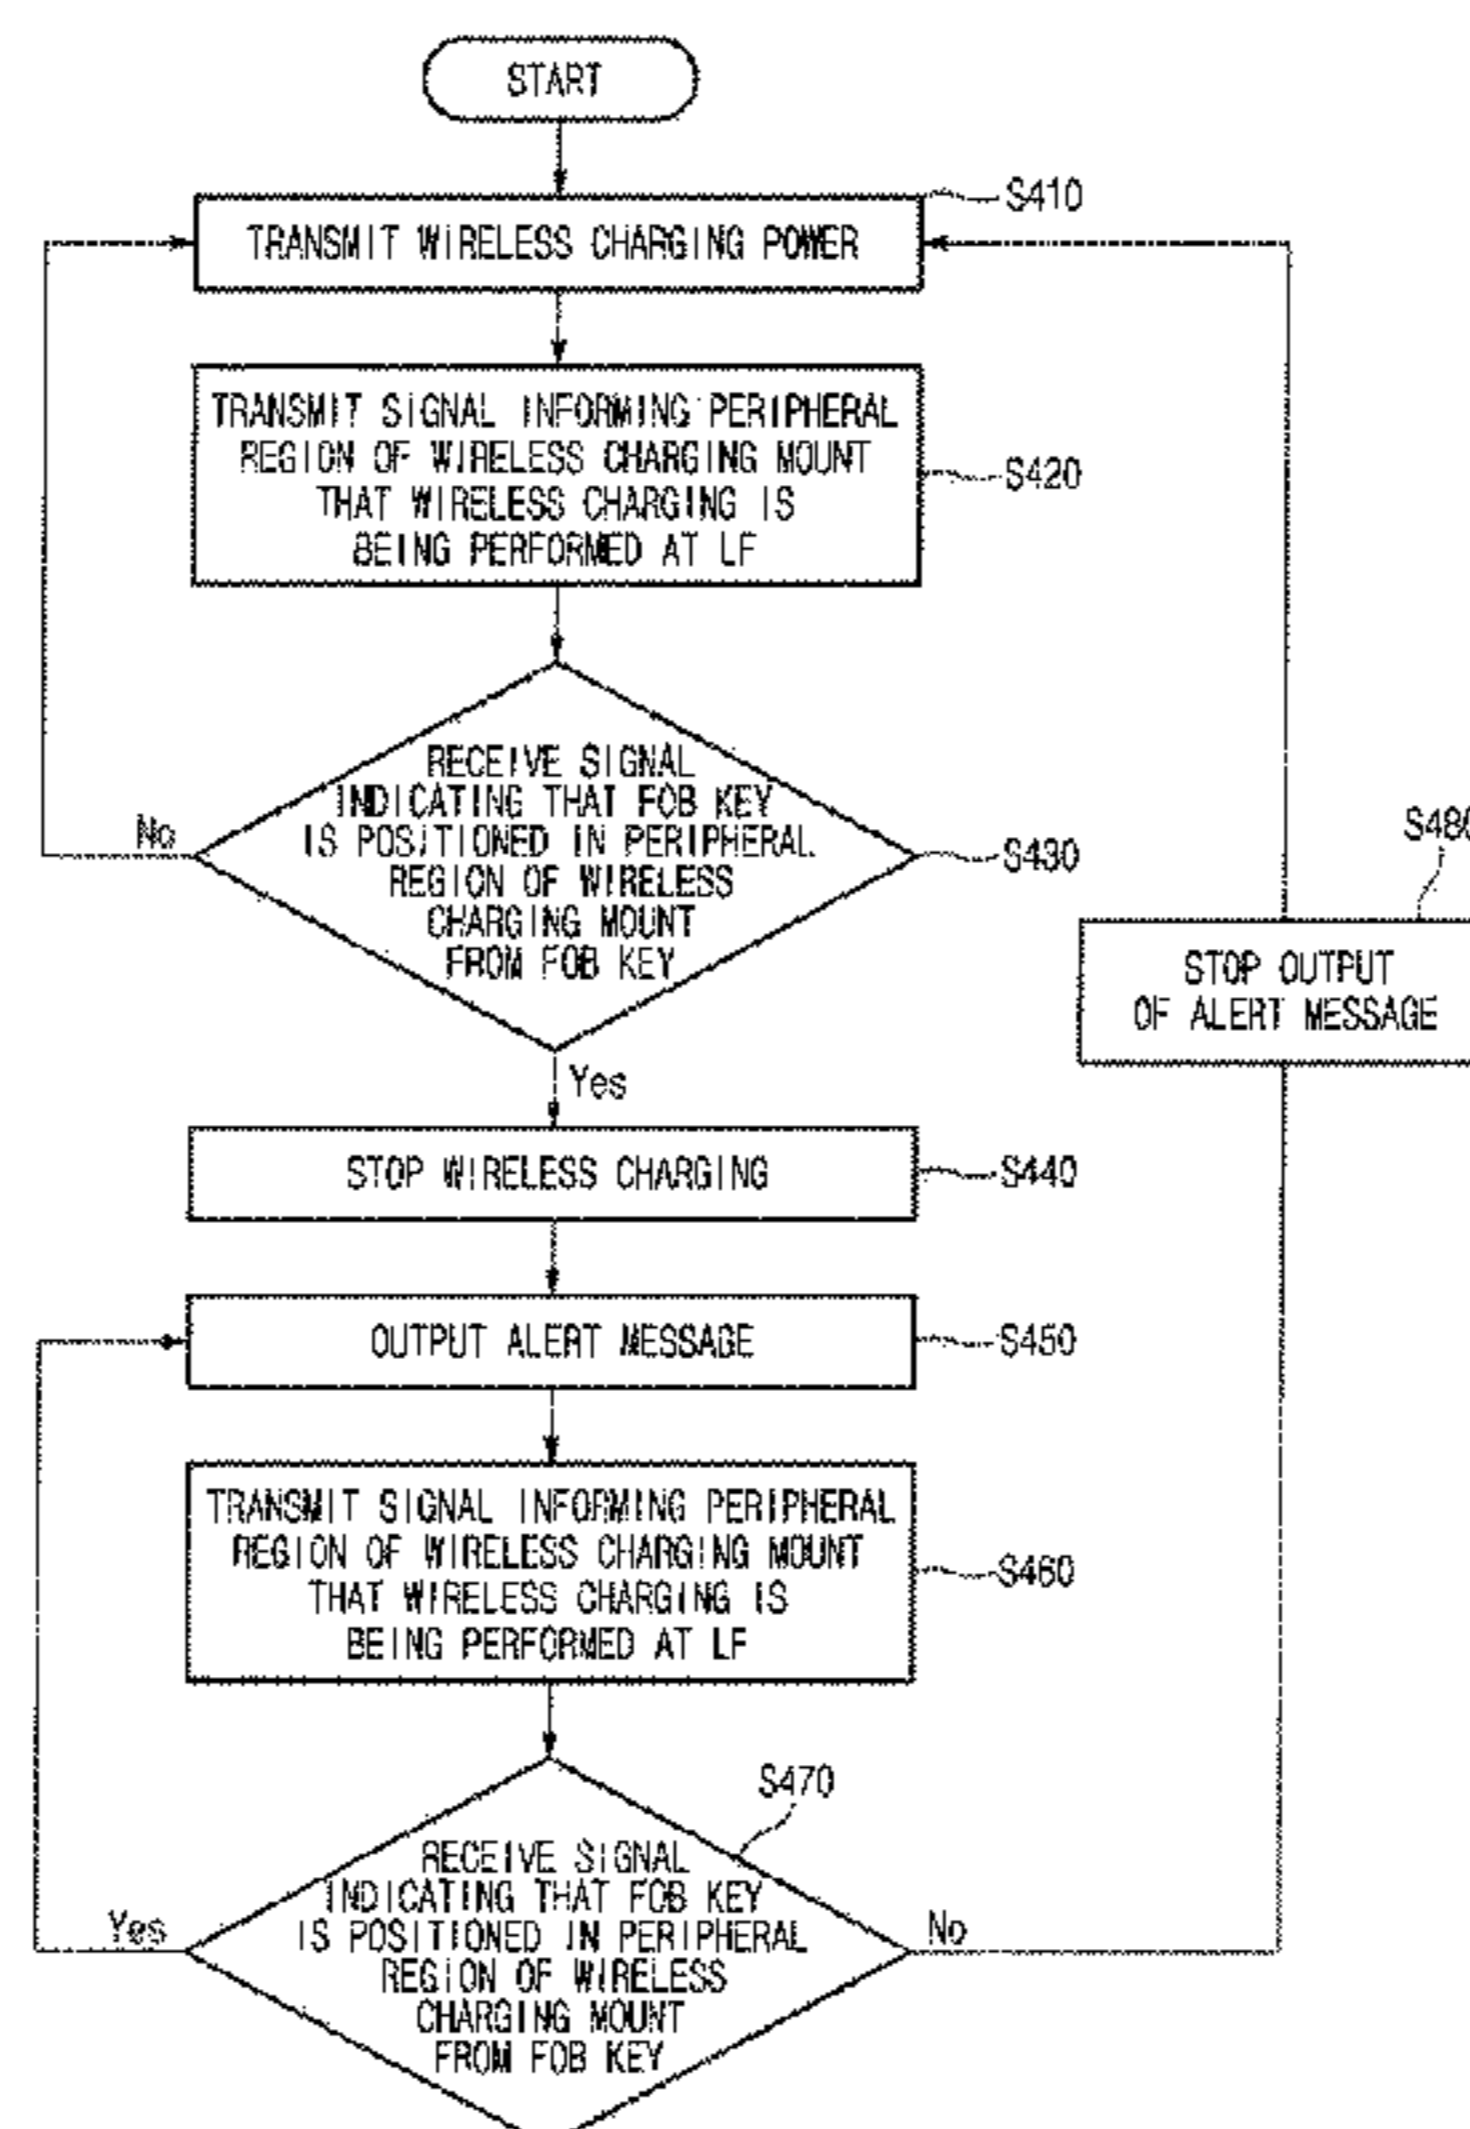 START
S410
TRANSMIT WIRELESS CHARGING POWER
TRANSMIT SIGNAL INFORMING PERIPHERAL
REGION OF WIRELESS CHARGING MOUNT
THAT WIRELESS CHARGING IS
BEING PERFORMED AT LF
S420
RECEIVE SIGNAL
INDICATING THAT FOB KEY
IS POSITIONED IN PERIPHERAL
REGION OF WIRELESS
CHARGING MOUNT
FROM FOB KEY
No
S430
Yes
S480
STOP OUTPUT
OF ALERT MESSAGE
STOP WIRELESS CHARGING
S440
OUTPUT ALERT MESSAGE
S450
TRANSMIT SIGNAL INFORMING PERIPHERAL
REGION OF WIRELESS CHARGING MOUNT
THAT WIRELESS CHARGING IS
BEING PERFORMED AT LF
S460
S470
RECEIVE SIGNAL
INDICATING THAT FOB KEY
IS POSITIONED IN PERIPHERAL
REGION OF WIRELESS
CHARGING MOUNT
FROM FOB KEY
Yes
No